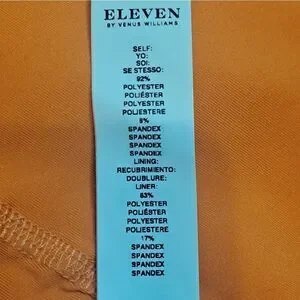 ELEVEN
BY VENUS WILLIAMS
SELF:
YO:
SOI:
SE STESSO:
92%
POLYESTER
POLIÉSTER
POLYESTER
POLIESTERE
8%
SPANDEX
SPANDEX
SPANDEX
SPANDEX
LINING:
RECUBRIMIENTO:
DOUBLURE:
LINER:
83%
POLYESTER
POLIÉSTER
POLYESTER
POLIESTERE
17%
SPANDEX
SPANDEX
SPANDEX
SPANDEX